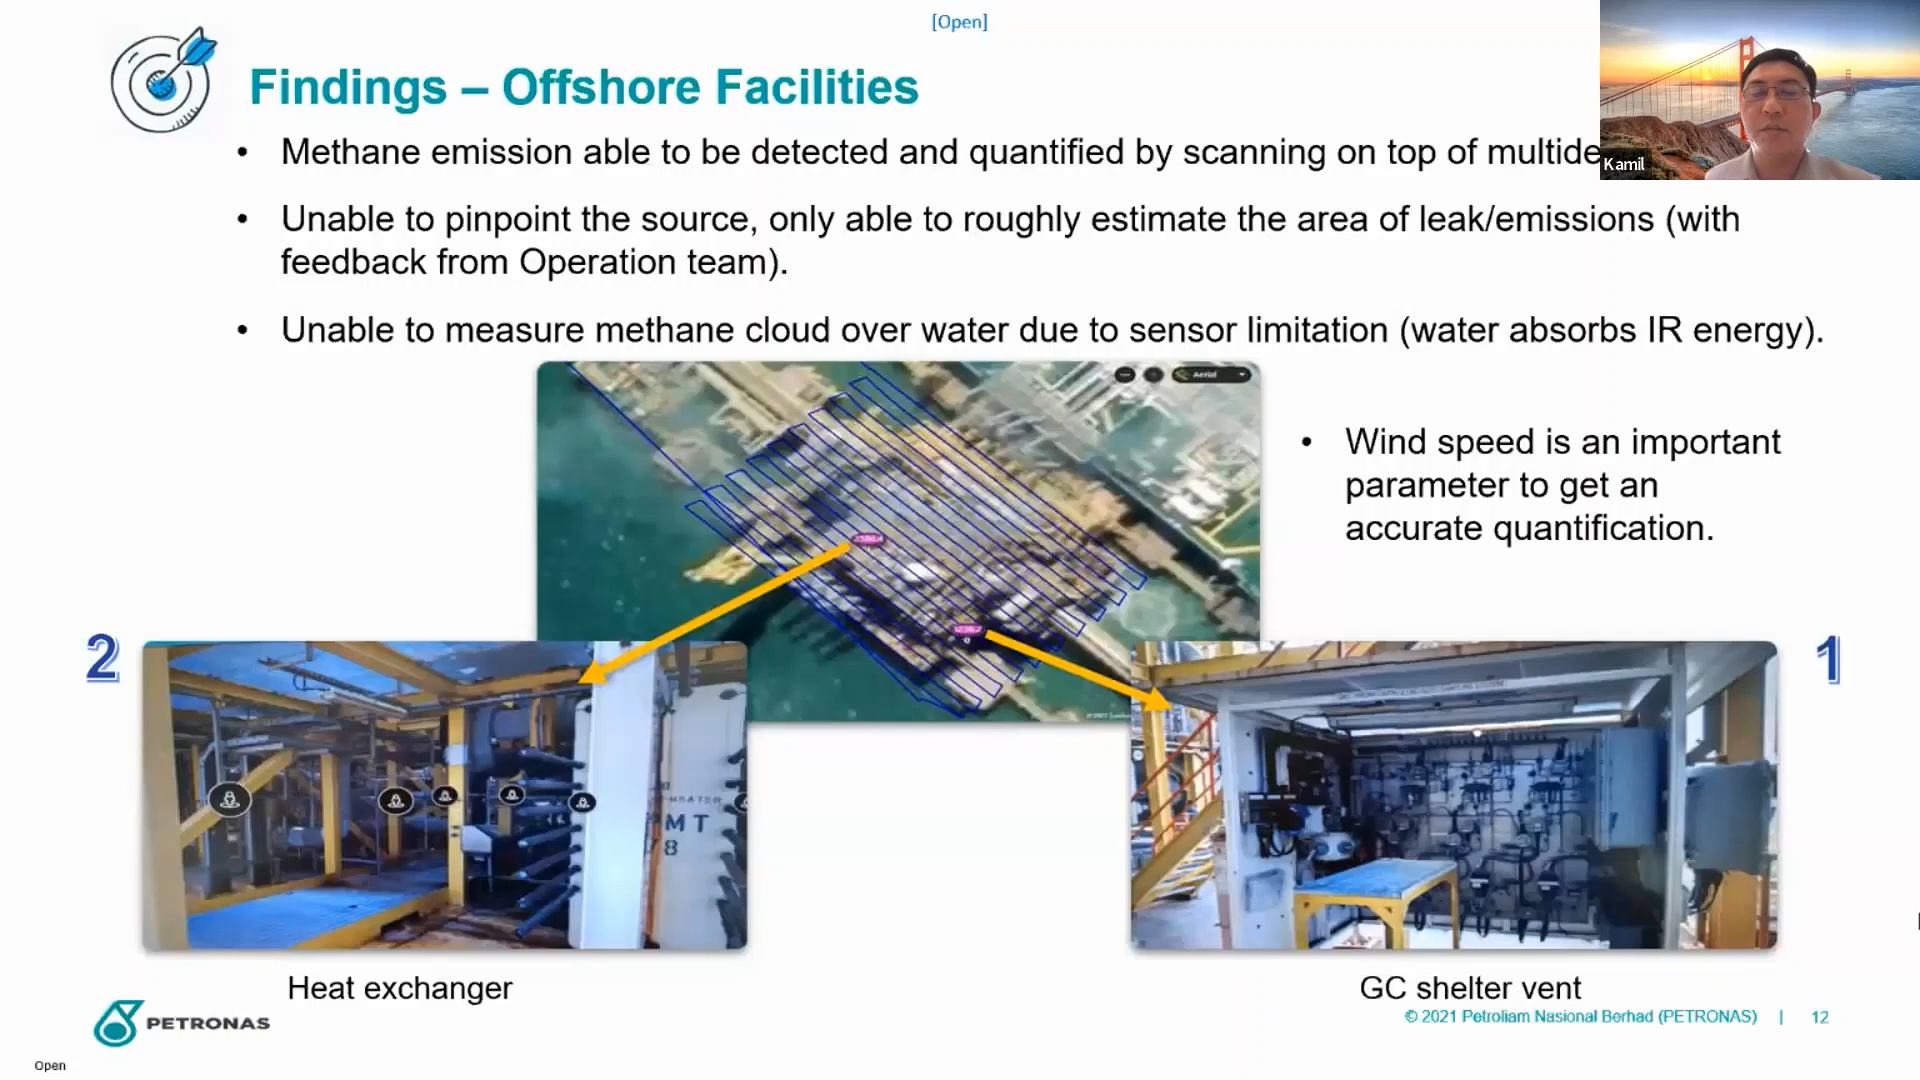 [Open]
Findings – Offshore Facilities
Kamil
• Methane emission able to be detected and quantified by scanning on top of
• Unable to pinpoint the source, only able to roughly estimate the area of leak/emissions (with
feedback from Operation team).
• Unable to measure methane cloud over water due to sensor limitation (water absorbs IR energy).
Aerial
• Wind speed is an important
parameter to get an
accurate quantification.
2
1
Heat exchanger
GC shelter vent
PETRONAS
© 2021 Petroliam Nasional Berhad (PETRONAS) | 12
Open